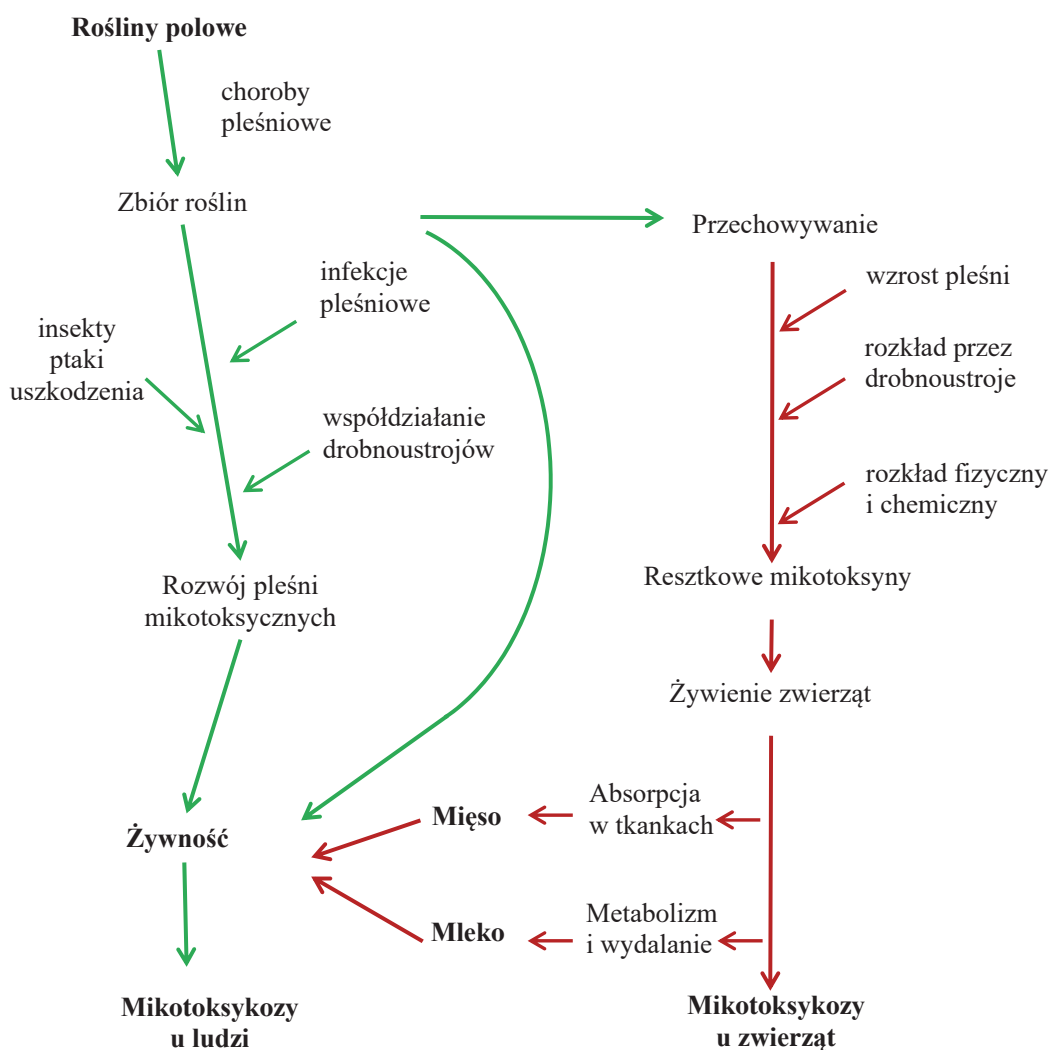 Rośliny polowe
choroby
pleśniowe
Zbiór roślin
Przechowywanie
infekcje
pleśniowe
wzrost pleśni
insekty
ptaki
uszkodzenia
rozkład przez
drobnoustroje
współdziałanie
drobnoustrojów
rozkład fizyczny
i chemiczny
Rozwój pleśni
mikotoksycznych
Resztkowe mikotoksyny
Żywienie zwierząt
Absorpcja
w tkankach
Mięso
Żywność
Metabolizm
i wydalanie
Mleko
Mikotoksykozy
u ludzi
Mikotoksykozy
u zwierząt